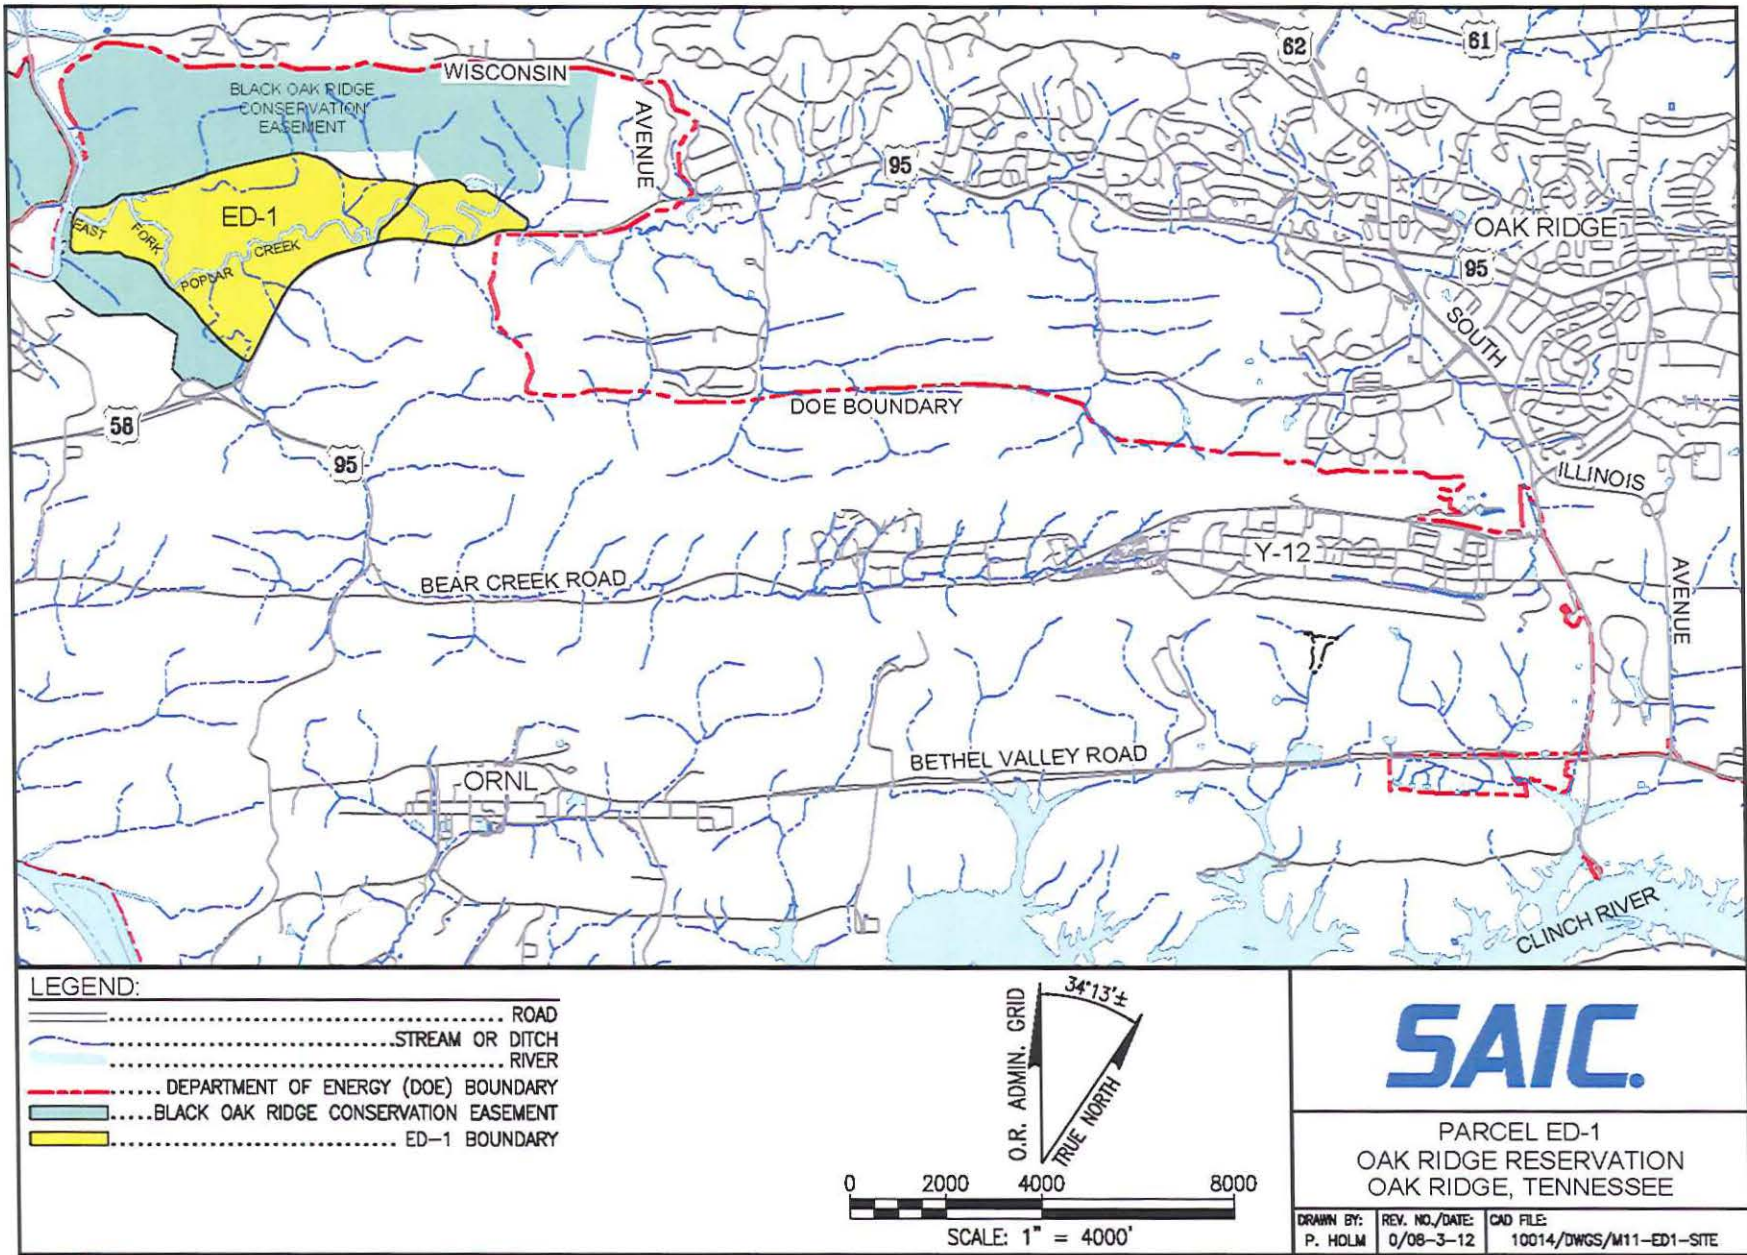 WISCONSIN
AVENUE
BLACK OAK RIDGE
CONSERVATION
EASEMENT
62
61
95
OAK RIDGE
95
SOUTH
ED-1
EAST
FORK
POPLAR
CREEK
58
95
DOE BOUNDARY
ILLINOIS
AVENUE
Y-12
BEAR CREEK ROAD
BETHEL VALLEY ROAD
ORNL
CLINCH RIVER
LEGEND:
ROAD
STREAM OR DITCH
RIVER
DEPARTMENT OF ENERGY (DOE) BOUNDARY
BLACK OAK RIDGE CONSERVATION EASEMENT
ED-1 BOUNDARY
O.R. ADMIN. GRID
34°13'±
TRUE NORTH
0 2000 4000 8000
SCALE: 1" = 4000'
SAIC.
PARCEL ED-1
OAK RIDGE RESERVATION
OAK RIDGE, TENNESSEE
DRAWN BY:
P. HOLM
REV. NO./DATE:
0/08-3-12
CAD FILE:
10014/DWGS/M11-ED1-SITE